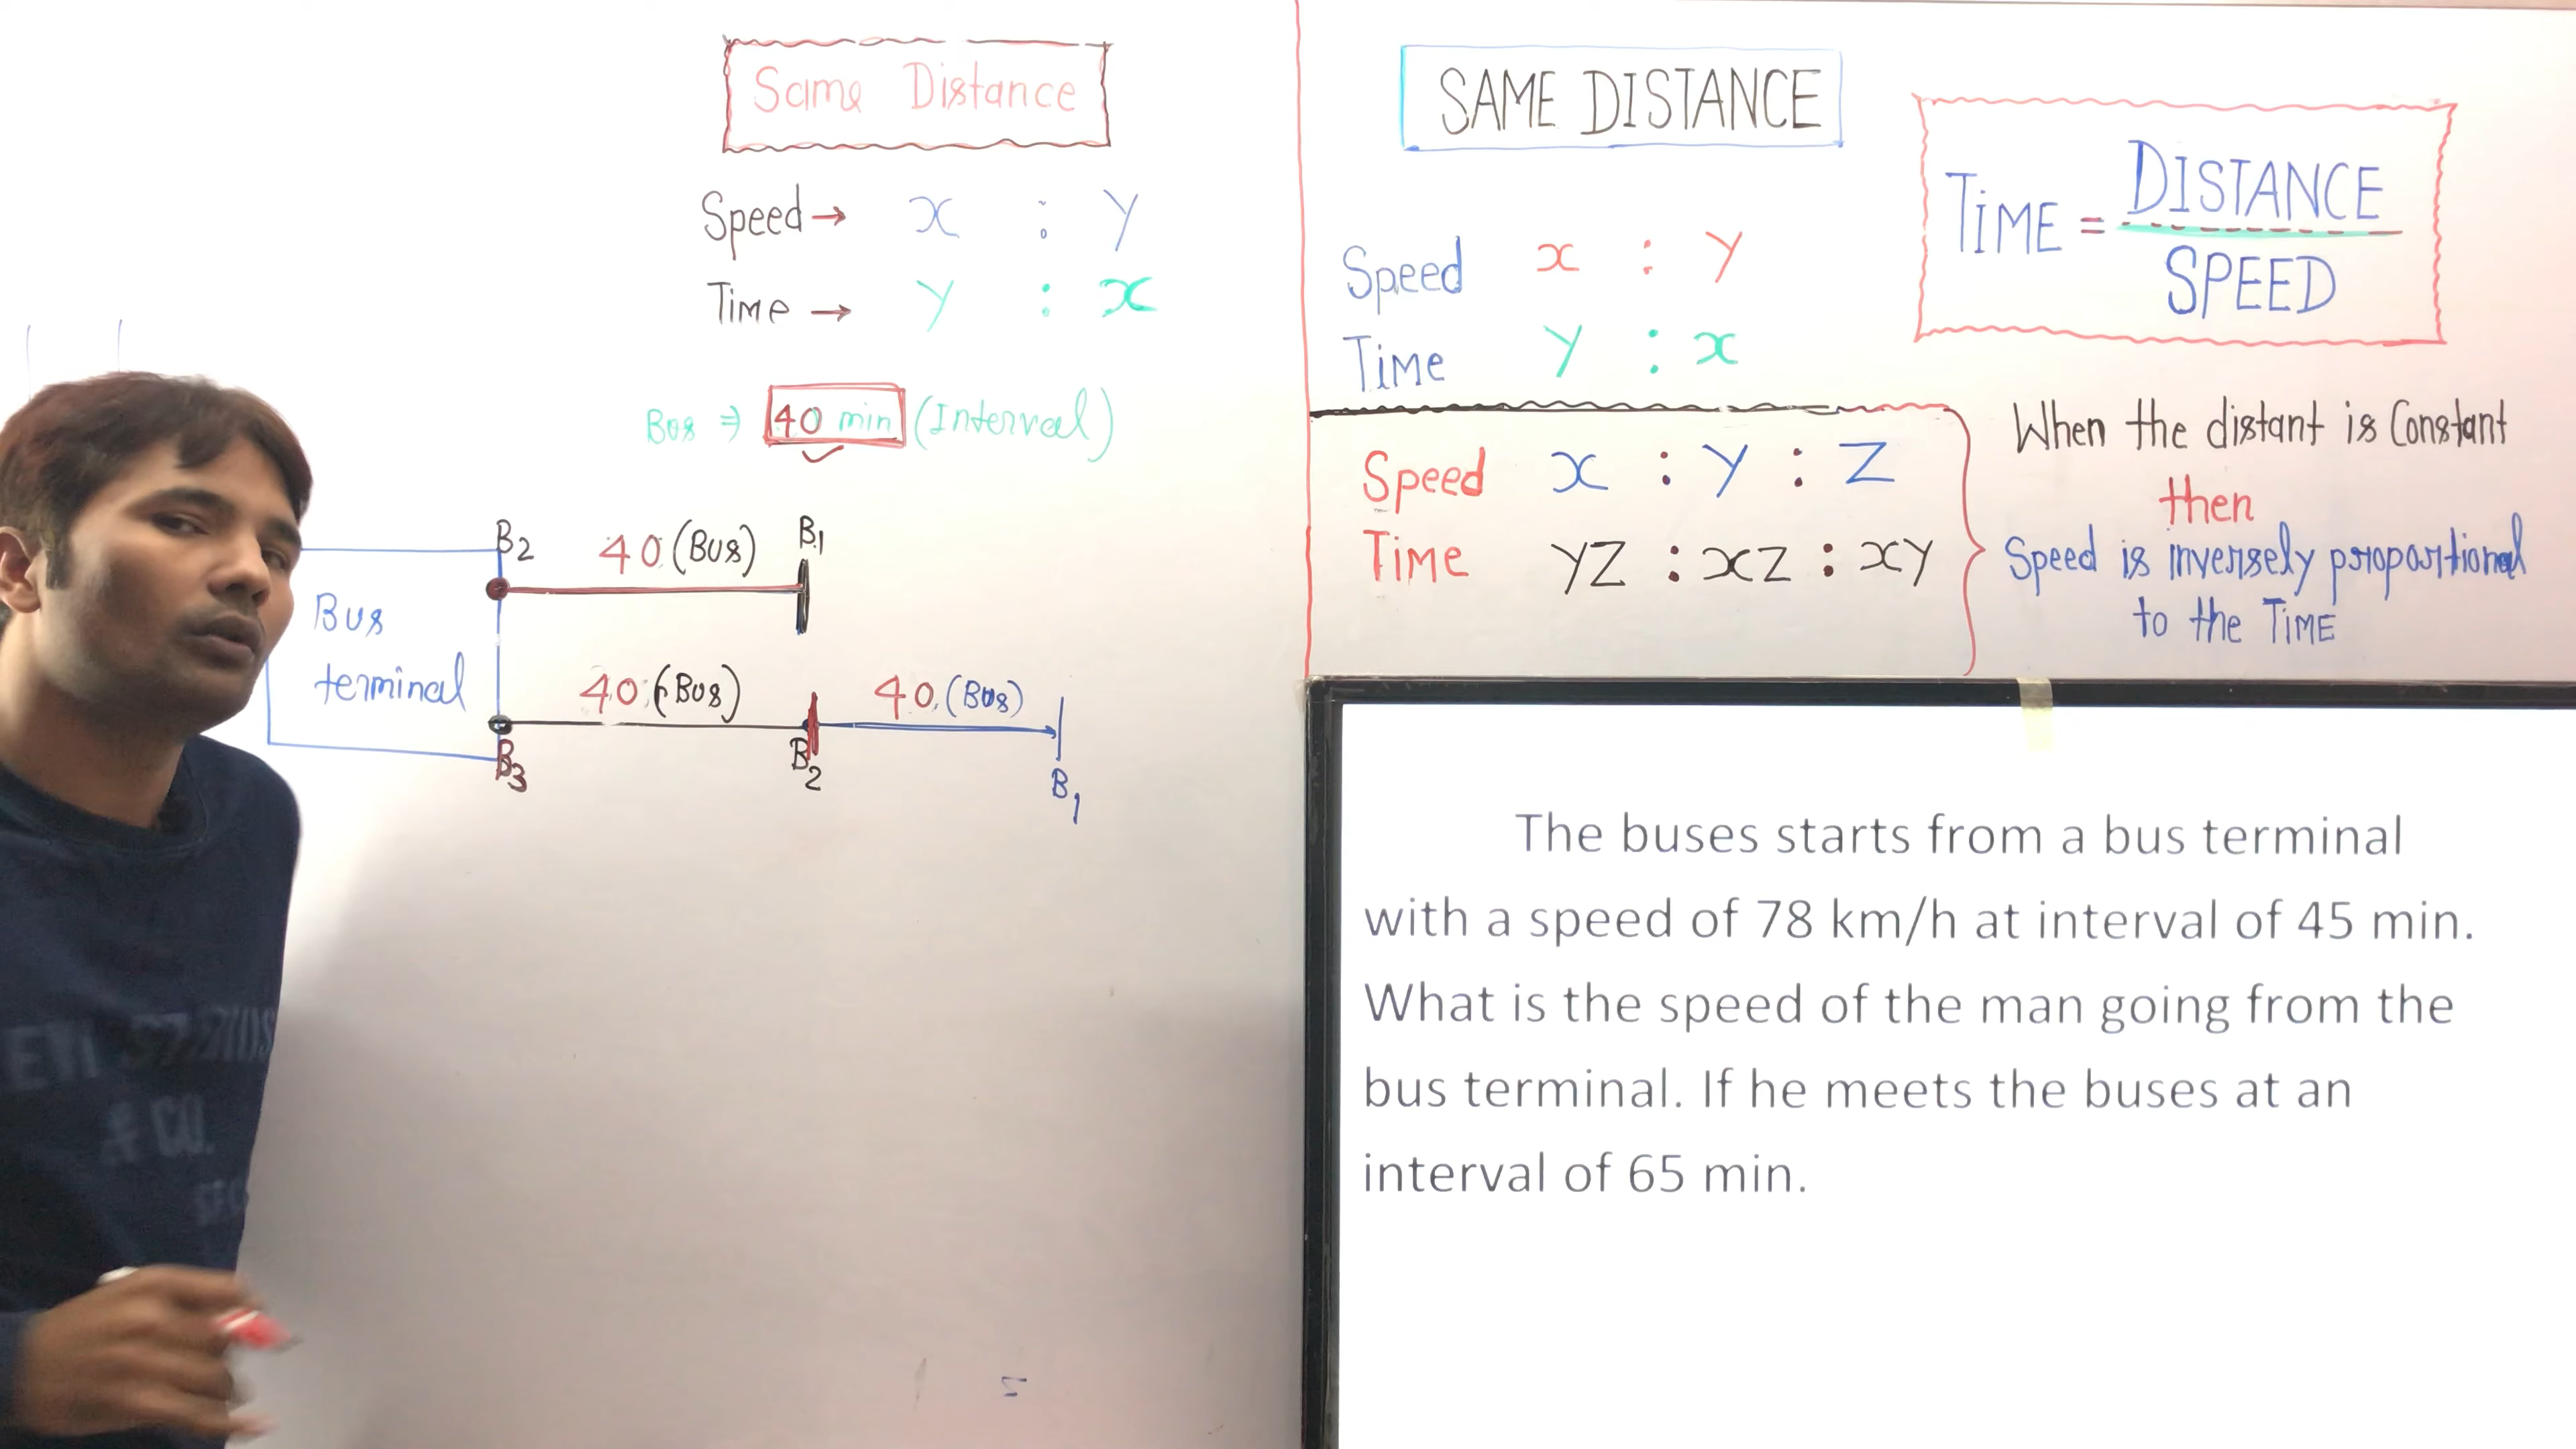 Same Distance
Speed → x : y
Time → y : x
Bus ⇒ 40 min (Interval)
B2 40 (Bus) B1
Bus
terminal
40 (Bus) 40 (Bus)
B3 B2 B1
SAME DISTANCE
TIME = DISTANCE
SPEED
Speed x : y
Time y : x
Speed x : y : z
Time yz : xz : xy
When the distant is Constant
then
Speed is inversely proportional
to the TIME
The buses starts from a bus terminal
with a speed of 78 km/h at interval of 45 min.
What is the speed of the man going from the
bus terminal. If he meets the buses at an
interval of 65 min.
& CO.